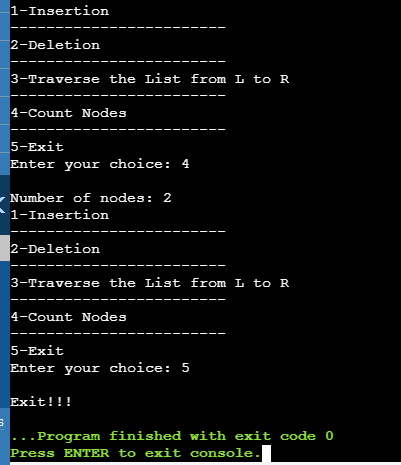 1-Insertion
------------------------
2-Deletion
------------------------
3-Traverse the List from L to R
------------------------
4-Count Nodes
------------------------
5-Exit
Enter your choice: 4
Number of nodes: 2
1-Insertion
------------------------
2-Deletion
------------------------
3-Traverse the List from L to R
------------------------
4-Count Nodes
------------------------
5-Exit
Enter your choice: 5
Exit!!!
...Program finished with exit code 0
Press ENTER to exit console.